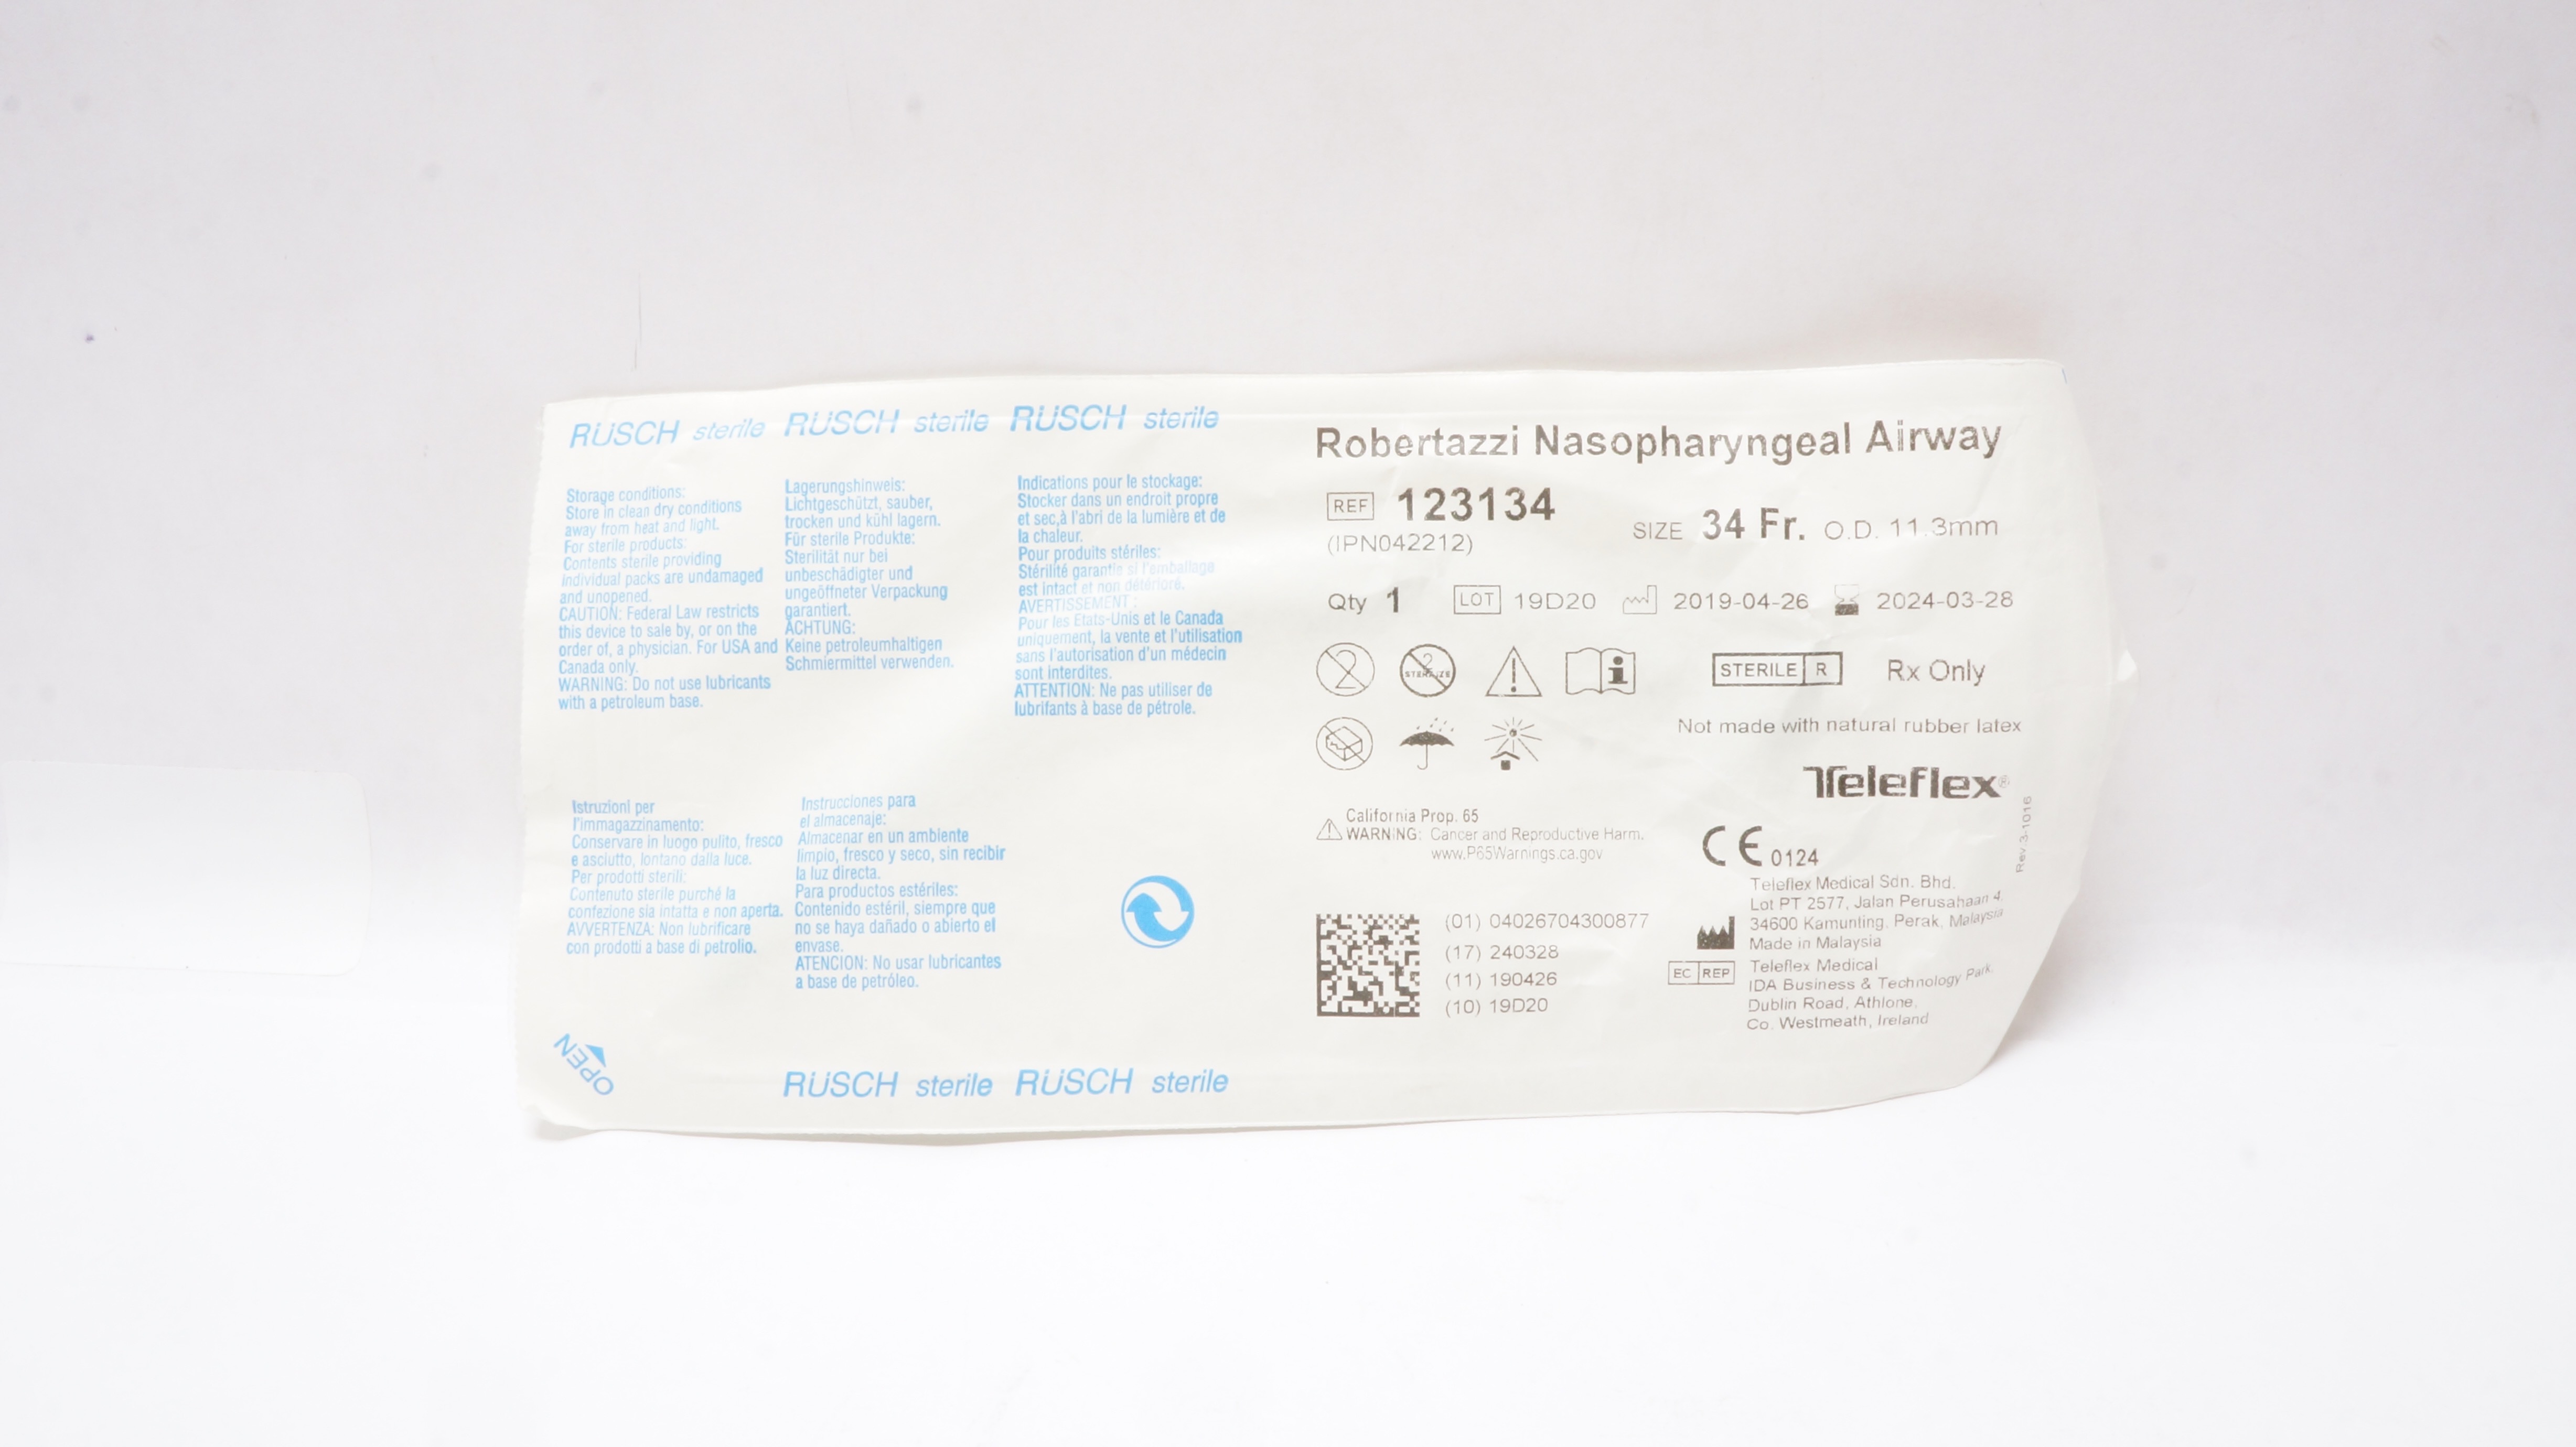 RÜSCH sterile RÜSCH sterile RÜSCH sterile
Storage conditions:
Store in clean dry conditions
away from heat and light.
For sterile products:
Contents sterile providing
individual packs are undamaged
and unopened.
CAUTION: Federal Law restricts
this device to sale by, or on the
order of, a physician. For USA and
Canada only.
WARNING: Do not use lubricants
with a petroleum base.
Lagerungshinweis:
Lichtgeschützt, sauber,
trocken und kühl lagern.
Für sterile Produkte:
Sterilität nur bei
unbeschädigter und
ungeöffneter Verpackung
garantiert.
ACHTUNG:
Keine petroleumhaltigen
Schmiermittel verwenden.
Indications pour le stockage:
Stocker dans un endroit propre
et sec,à l'abri de la lumière et de
la chaleur.
Pour produits stériles:
Stérilité garantie si l'emballage
est intact et non détérioré.
AVERTISSEMENT :
Pour les Etats-Unis et le Canada
uniquement, la vente et l'utilisation
sans l'autorisation d'un médecin
sont interdites.
ATTENTION: Ne pas utiliser de
lubrifants à base de pétrole.
Istruzioni per
l'immagazzinamento:
Conservare in luogo pulito, fresco
e asciutto, lontano dalla luce.
Per prodotti sterili:
Contenuto sterile purché la
confezione sia intatta e non aperta.
AVVERTENZA: Non lubrificare
con prodotti a base di petrolio.
Instrucciones para
el almacenaje:
Almacenar en un ambiente
limpio, fresco y seco, sin recibir
la luz directa.
Para productos estériles:
Contenido estéril, siempre que
no se haya dañado o abierto el
envase.
ATENCION: No usar lubricantes
a base de petróleo.
OPEN
RÜSCH sterile RÜSCH sterile
Robertazzi Nasopharyngeal Airway
REF 123134
(IPN042212)
SIZE 34 Fr. O.D. 11.3mm
Qty 1 LOT 19D20 2019-04-26 2024-03-28
2 2 STERILIZE STERILE R Rx Only
Not made with natural rubber latex
Teleflex®
California Prop. 65
WARNING: Cancer and Reproductive Harm.
www.P65Warnings.ca.gov
CE 0124
Rev 3-1016
(01) 04026704300877
(17) 240328
(11) 190426
(10) 19D20
Teleflex Medical Sdn. Bhd.
Lot PT 2577, Jalan Perusahaan 4,
34600 Kamunting, Perak, Malaysia
Made in Malaysia
EC REP Teleflex Medical
IDA Business & Technology Park,
Dublin Road, Athlone,
Co. Westmeath, Ireland